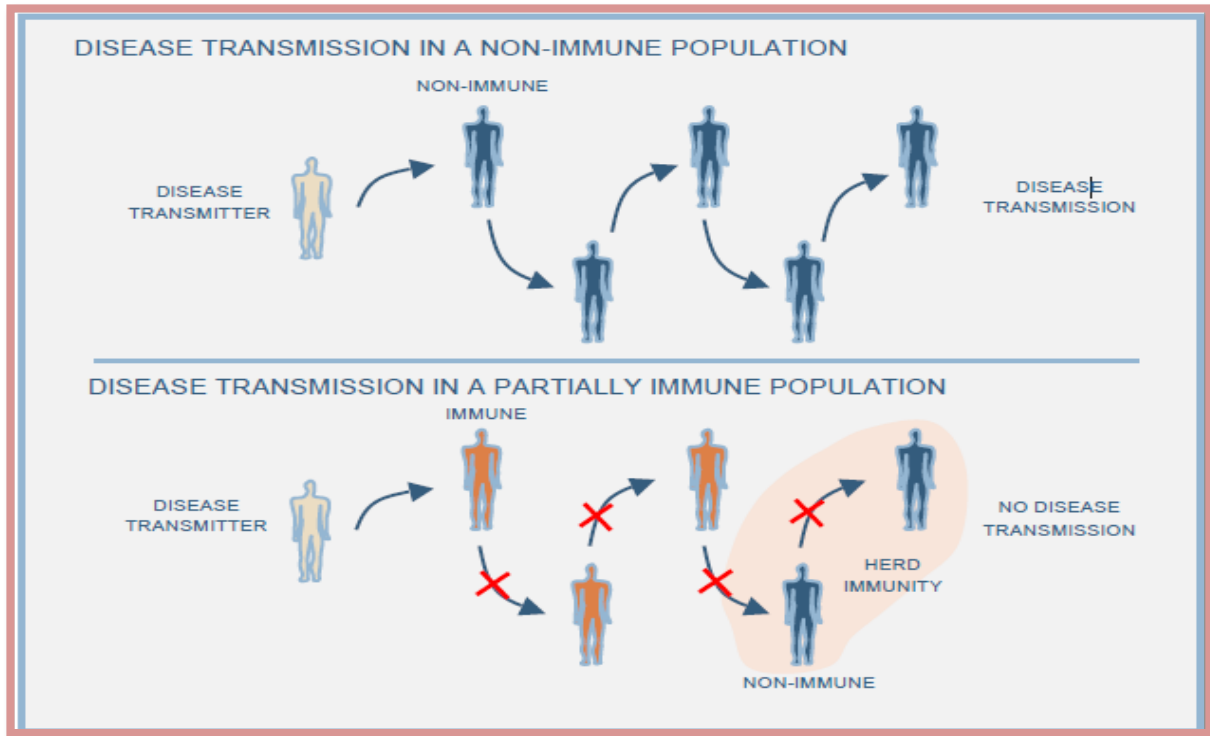 DISEASE TRANSMISSION IN A NON-IMMUNE POPULATION
NON-IMMUNE
DISEASE
TRANSMITTER
DISEASE
TRANSMISSION
DISEASE TRANSMISSION IN A PARTIALLY IMMUNE POPULATION
IMMUNE
DISEASE
TRANSMITTER
NO DISEASE
TRANSMISSION
HERD
IMMUNITY
NON-IMMUNE